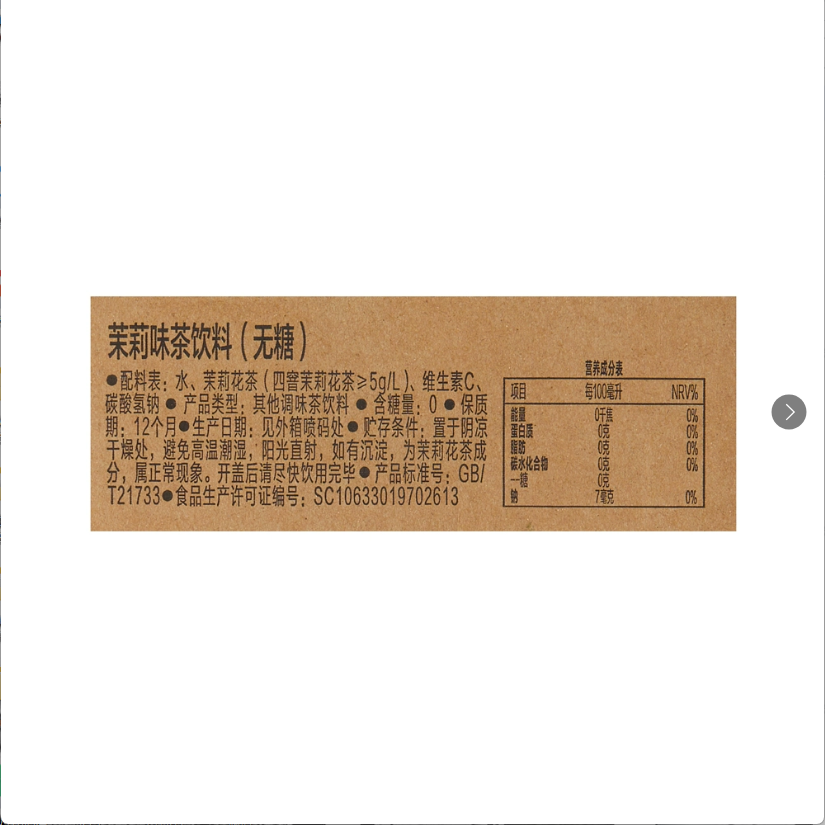 茉莉味茶饮料（无糖）
●配料表：水、茉莉花茶（四窨茉莉花茶≥5g/L）、维生素C、
碳酸氢钠 ● 产品类型：其他调味茶饮料 ● 含糖量：0 ● 保质
期：12个月●生产日期：见外箱喷码处 ● 贮存条件：置于阴凉
干燥处，避免高温潮湿，阳光直射，如有沉淀，为茉莉花茶成
分，属正常现象。开盖后请尽快饮用完毕 ● 产品标准号：GB/
T21733●食品生产许可证编号：SC10633019702613
营养成分表
项目 每100毫升 NRV%
能量 0千焦 0%
蛋白质 0克 0%
脂肪 0克 0%
碳水化合物 0克 0%
—糖 0克
钠 7毫克 0%